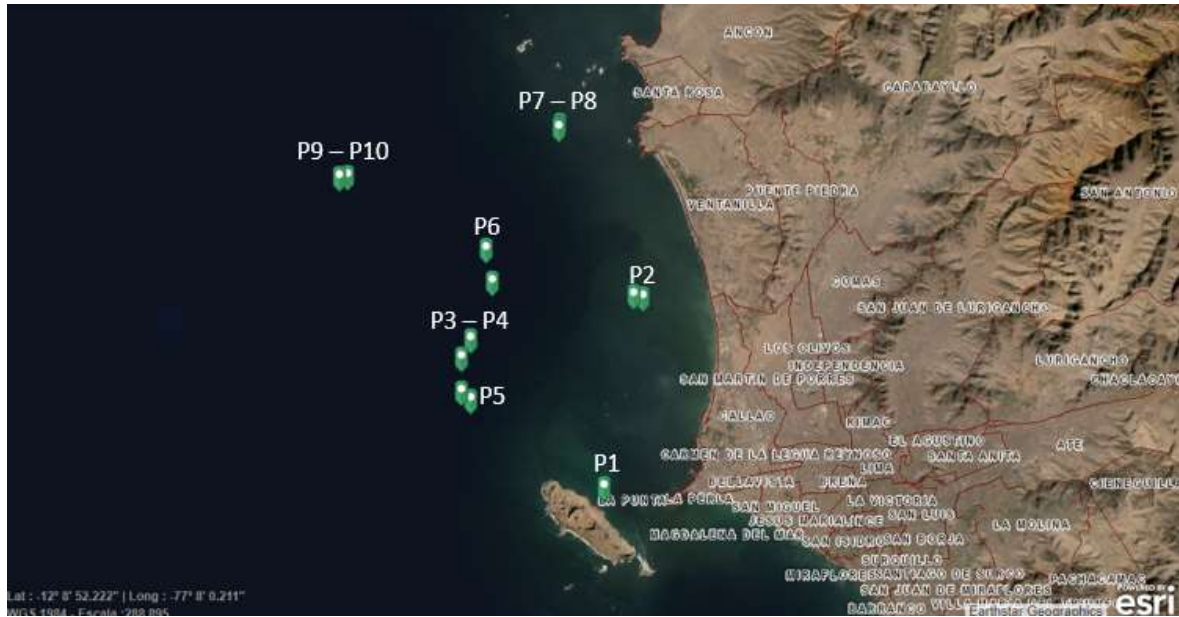 ANCON
CARABAYLLO
SANTA ROSA
P7 – P8
P9 – P10
PUENTE PIEDRA
SAN ANTONIO
VENTANILLA
P6
P2
COMAS
SAN JUAN DE LURIGANCHO
P3 – P4
LOS OLIVOS
INDEPENDENCIA
LURIGANCHO
SAN MARTIN DE PORRES
CHACLACAYO
P5
CALLAO
RIMAC
EL AGUSTINO
ATE
CARMEN DE LA LEGUA REYNOSO
SANTA ANITA
P1
LIMA
BELLAVISTA
BREÑA
CIENEGUILLA
LA PUNTA
LA PERLA
SAN MIGUEL
LA VICTORIA
JESUS MARIA
LINCE
SAN LUIS
LA MOLINA
MAGDALENA DEL MAR
SAN ISIDRO
SAN BORJA
SURQUILLO
MIRAFLORES
SANTIAGO DE SURCO
PACHACAMAC
SAN JUAN DE MIRAFLORES
BARRANCO
Lat : -12° 8' 52.222" | Long : -77° 8' 0.211"
WGS 1984 - Escala :288,895
POWERED BY
esri
Earthstar Geographics